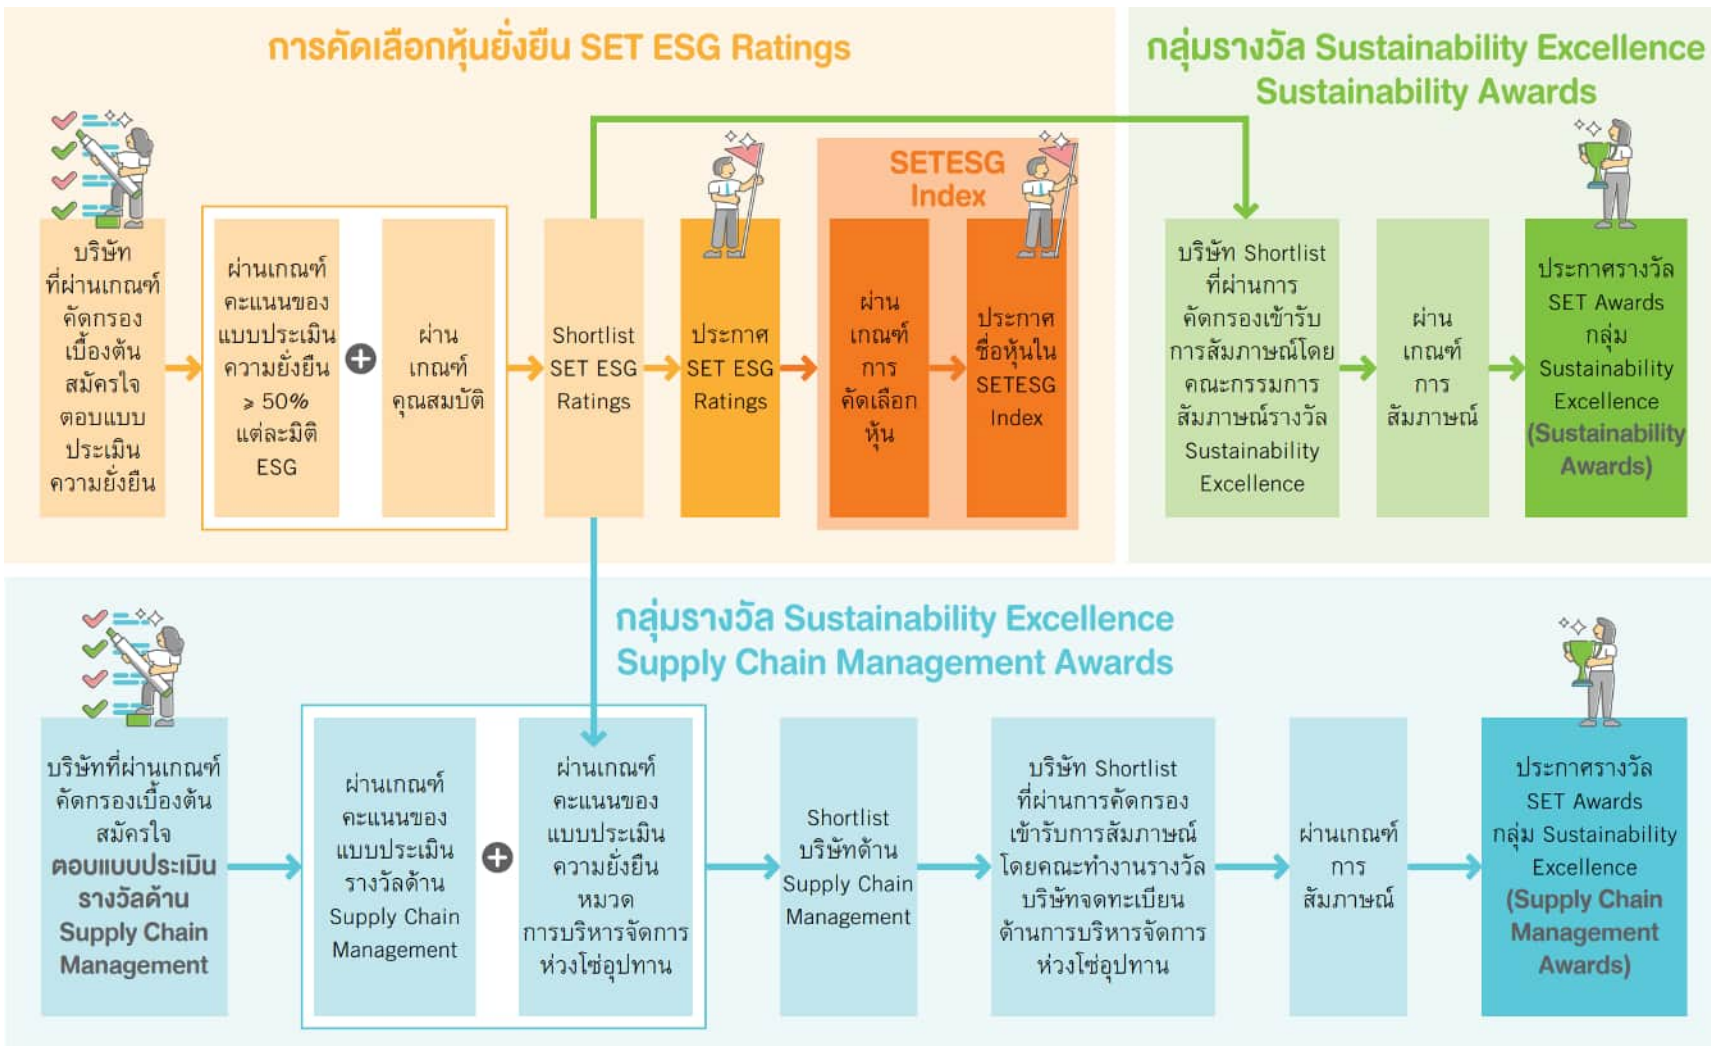 การคัดเลือกหุ้นยั่งยืน SET ESG Ratings
บริษัท
ที่ผ่านเกณฑ์
คัดกรอง
เบื้องต้น
สมัครใจ
ตอบแบบ
ประเมิน
ความยั่งยืน
ผ่านเกณฑ์
คะแนนของ
แบบประเมิน
ความยั่งยืน
⩾ 50%
แต่ละมิติ
ESG
+
ผ่าน
เกณฑ์
คุณสมบัติ
Shortlist
SET ESG
Ratings
ประกาศ
SET ESG
Ratings
SETESG
Index
ผ่าน
เกณฑ์
การ
คัดเลือก
หุ้น
ประกาศ
ชื่อหุ้นใน
SETESG
Index
กลุ่มรางวัล Sustainability Excellence
Sustainability Awards
บริษัท Shortlist
ที่ผ่านการ
คัดกรองเข้ารับ
การสัมภาษณ์โดย
คณะกรรมการ
สัมภาษณ์รางวัล
Sustainability
Excellence
ผ่าน
เกณฑ์
การ
สัมภาษณ์
ประกาศรางวัล
SET Awards
กลุ่ม
Sustainability
Excellence
(Sustainability
Awards)
กลุ่มรางวัล Sustainability Excellence
Supply Chain Management Awards
บริษัทที่ผ่านเกณฑ์
คัดกรองเบื้องต้น
สมัครใจ
ตอบแบบประเมิน
รางวัลด้าน
Supply Chain
Management
ผ่านเกณฑ์
คะแนนของ
แบบประเมิน
รางวัลด้าน
Supply Chain
Management
+
ผ่านเกณฑ์
คะแนนของ
แบบประเมิน
ความยั่งยืน
หมวด
การบริหารจัดการ
ห่วงโซ่อุปทาน
Shortlist
บริษัทด้าน
Supply Chain
Management
บริษัท Shortlist
ที่ผ่านการคัดกรอง
เข้ารับการสัมภาษณ์
โดยคณะทำงานรางวัล
บริษัทจดทะเบียน
ด้านการบริหารจัดการ
ห่วงโซ่อุปทาน
ผ่านเกณฑ์
การ
สัมภาษณ์
ประกาศรางวัล
SET Awards
กลุ่ม Sustainability
Excellence
(Supply Chain
Management
Awards)